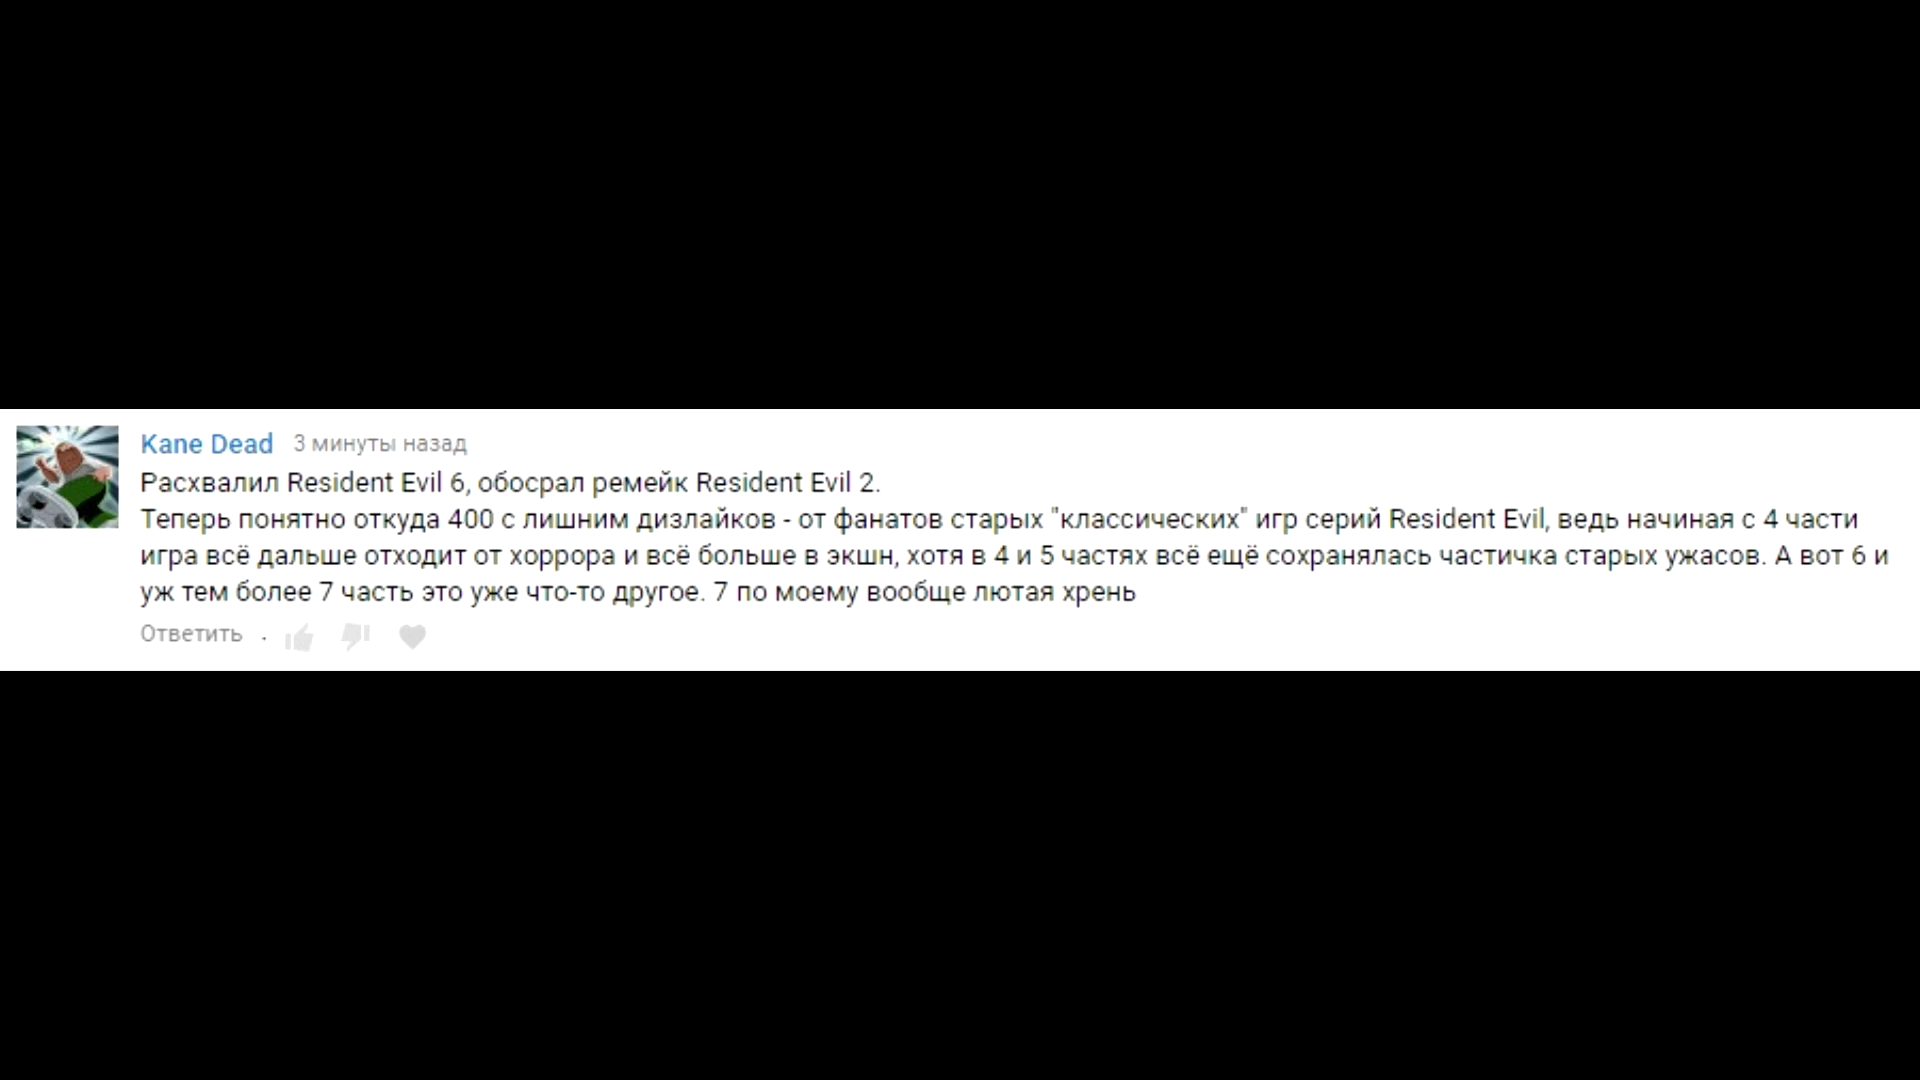 Kane Dead 3 минуты назад
Расхвалил Resident Evil 6, обосрал ремейк Resident Evil 2.
Теперь понятно откуда 400 с лишним дизлайков - от фанатов старых "классических" игр серий Resident Evil, ведь начиная с 4 части
игра всё дальше отходит от хоррора и всё больше в экшн, хотя в 4 и 5 частях всё ещё сохранялась частичка старых ужасов. А вот 6 и
уж тем более 7 часть это уже что-то другое. 7 по моему вообще лютая хрень
Ответить .